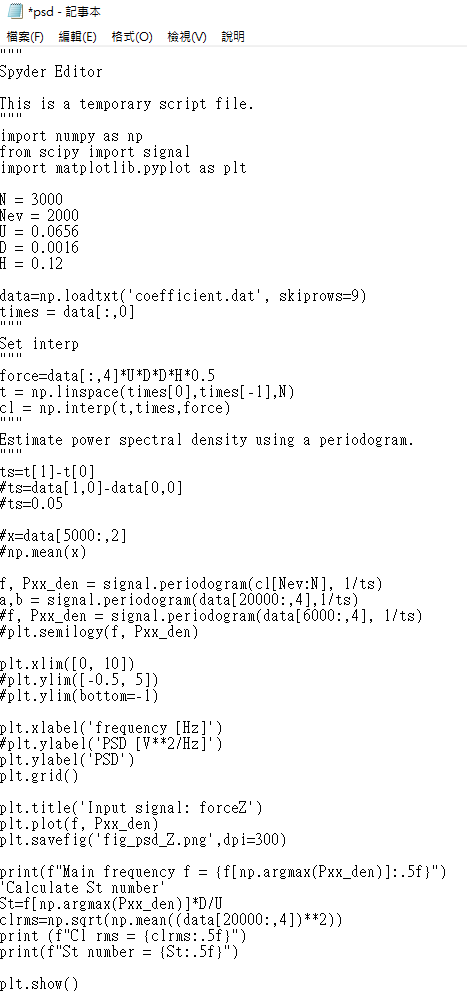 *psd - 記事本
檔案(F) 編輯(E) 格式(O) 檢視(V) 說明
"""
Spyder Editor
This is a temporary script file.
"""
import numpy as np
from scipy import signal
import matplotlib.pyplot as plt
N = 3000
Nev = 2000
U = 0.0656
D = 0.0016
H = 0.12
data=np.loadtxt('coefficient.dat', skiprows=9)
times = data[:,0]
"""
Set interp
"""
force=data[:,4]*U*D*D*H*0.5
t = np.linspace(times[0],times[-1],N)
cl = np.interp(t,times,force)
"""
Estimate power spectral density using a periodogram.
"""
ts=t[1]-t[0]
#ts=data[1,0]-data[0,0]
#ts=0.05
#x=data[5000:,2]
#np.mean(x)
f, Pxx_den = signal.periodogram(cl[Nev:N], 1/ts)
a,b = signal.periodogram(data[20000:,4],1/ts)
#f, Pxx_den = signal.periodogram(data[6000:,4], 1/ts)
#plt.semilogy(f, Pxx_den)
plt.xlim([0, 10])
#plt.ylim([-0.5, 5])
#plt.ylim(bottom=-1)
plt.xlabel('frequency [Hz]')
#plt.ylabel('PSD [V**2/Hz]')
plt.ylabel('PSD')
plt.grid()
plt.title('Input signal: forceZ')
plt.plot(f, Pxx_den)
plt.savefig('fig_psd_Z.png',dpi=300)
print(f"Main frequency f = {f[np.argmax(Pxx_den)]:.5f}")
'Calculate St number'
St=f[np.argmax(Pxx_den)]*D/U
clrms=np.sqrt(np.mean((data[20000:,4])**2))
print (f"Cl rms = {clrms:.5f}")
print(f"St number = {St:.5f}")
plt.show()